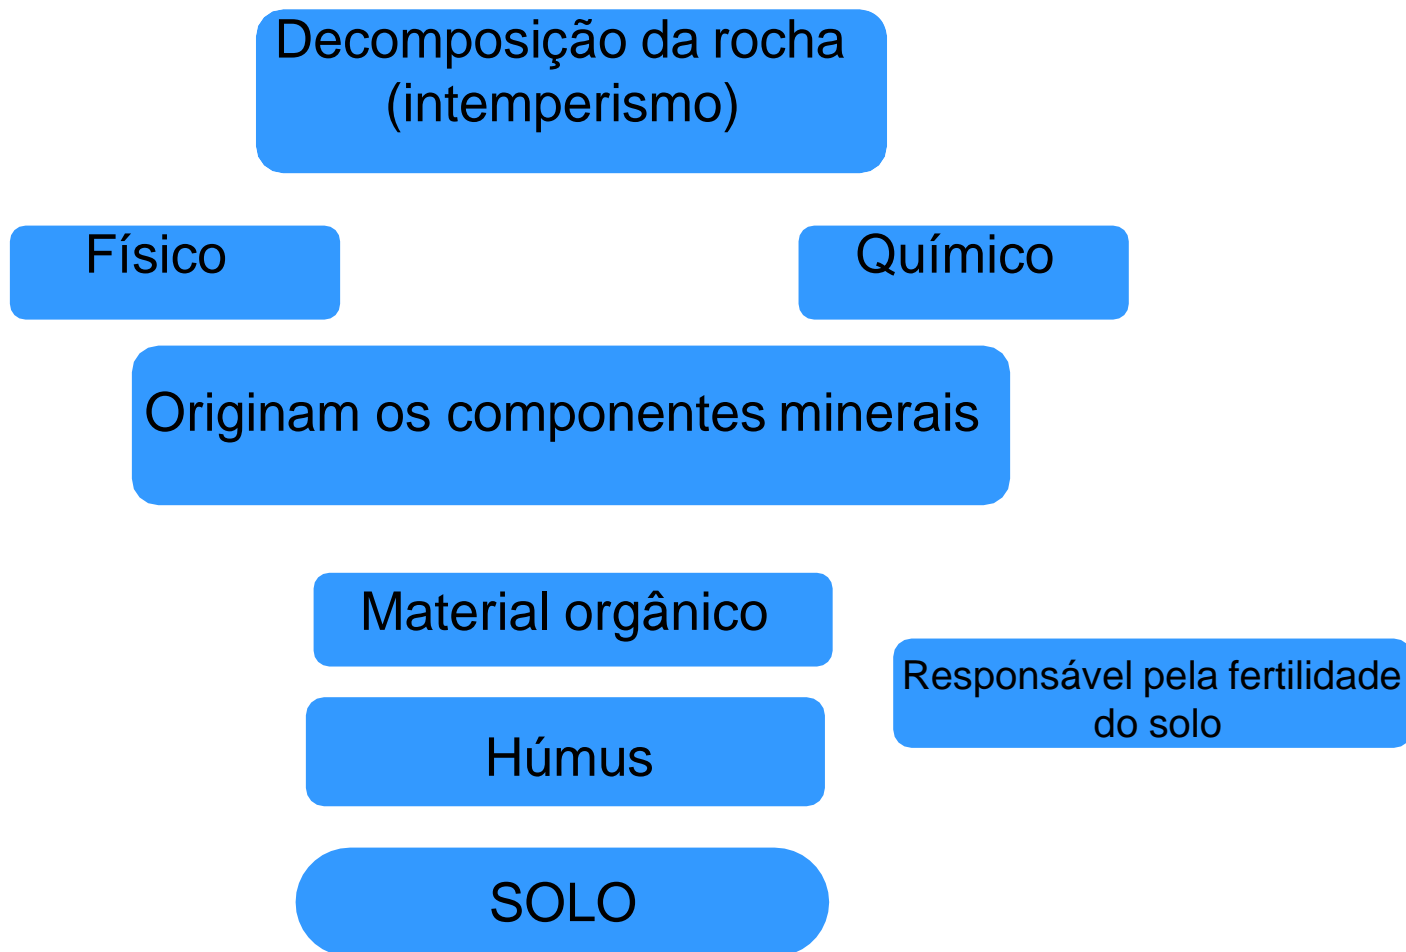 Decomposição da rocha
(intemperismo)
Físico
Químico
Originam os componentes minerais
Material orgânico
Responsável pela fertilidade
do solo
Húmus
SOLO